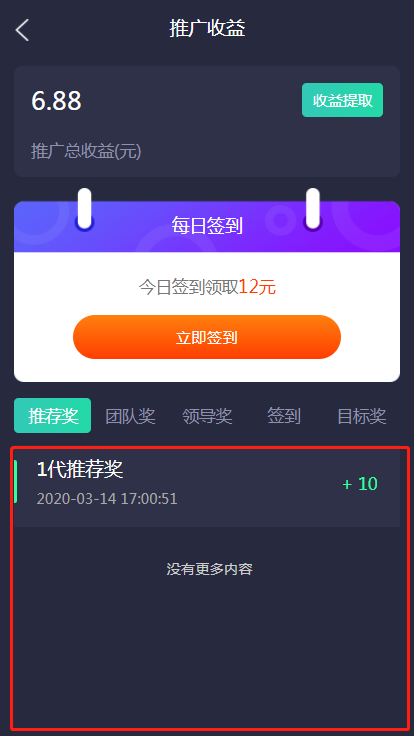 推广收益
6.88
收益提取
推广总收益(元)
每日签到
今日签到领取12元
立即签到
推荐奖 团队奖 领导奖 签到 目标奖
1代推荐奖
+ 10
2020-03-14 17:00:51
没有更多内容